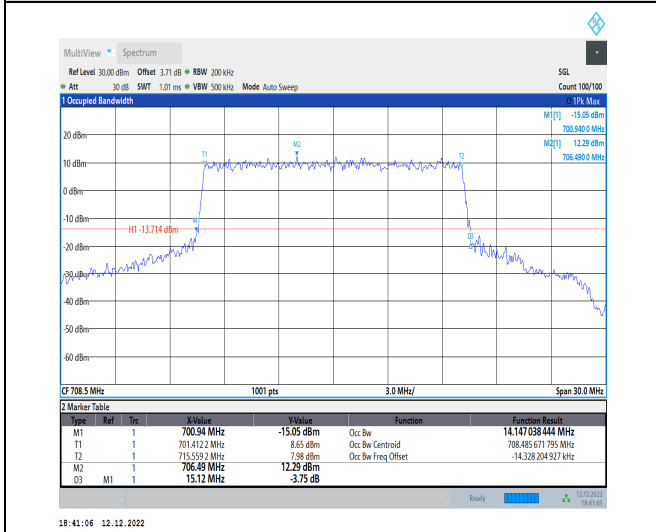 MultiView Spectrum
Ref Level 30.00 dBm Offset 3.71 dB RBW 200 kHz SGL
Att 30 dB SWT 1.01 ms VBW 500 kHz Mode Auto Sweep Count 100/100
1 Occupied Bandwidth 1Pk Max
M1[1] -15.05 dBm
700.940 0 MHz
M2[1] 12.29 dBm
706.490 0 MHz
20 dBm
M2
T1 T2
10 dBm
0 dBm
-10 dBm
M1
H1 -13.714 dBm
D3
-30 dBm
-40 dBm
-50 dBm
-60 dBm
CF 708.5 MHz 1001 pts 3.0 MHz/ Span 30.0 MHz
2 Marker Table
Type Ref Trc X-Value Y-Value Function Function Result
M1 1 700.94 MHz -15.05 dBm Occ Bw 14.147 038 444 MHz
T1 1 701.412 2 MHz 8.65 dBm Occ Bw Centroid 708.485 671 795 MHz
T2 1 715.559 2 MHz 7.98 dBm Occ Bw Freq Offset -14.328 204 927 kHz
M2 1 706.49 MHz 12.29 dBm
D3 M1 1 15.12 MHz -3.75 dB
Ready 12.12.2022
18:41:05
18:41:06 12.12.2022